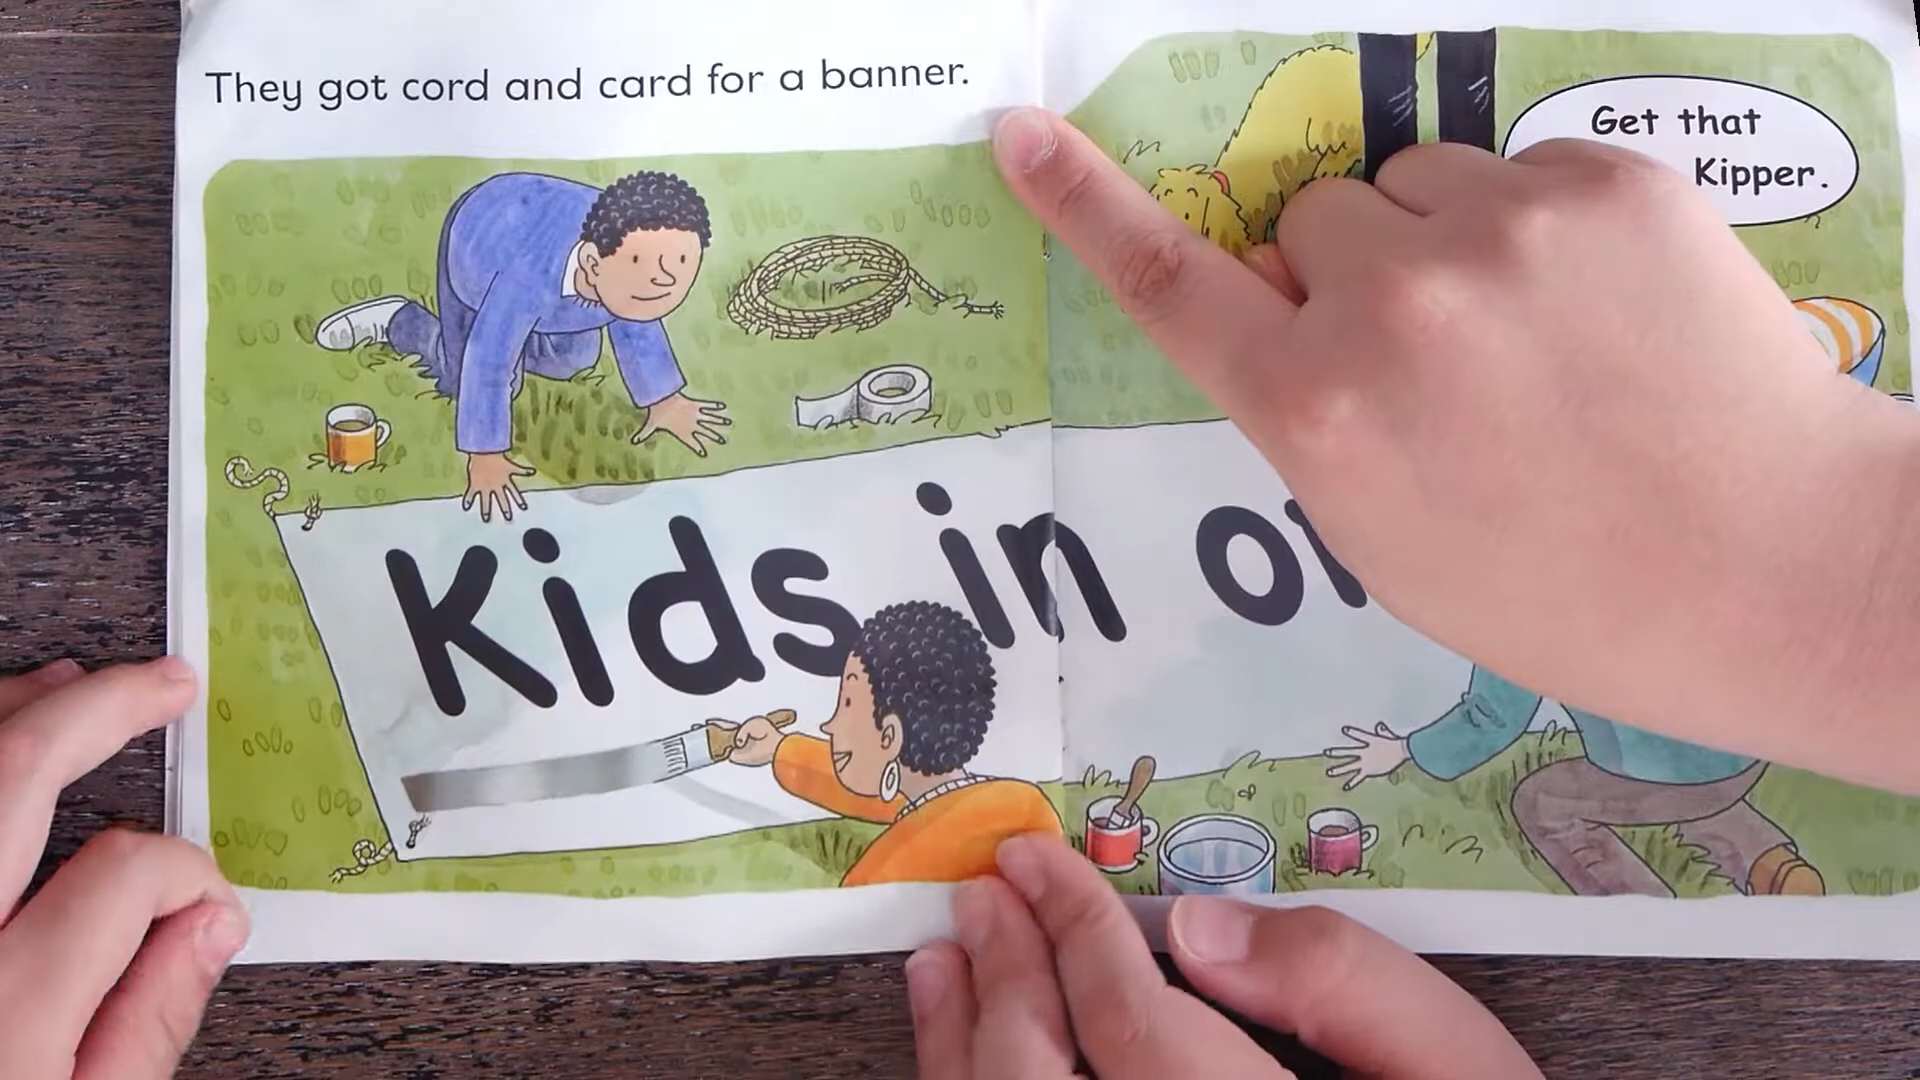 They got cord and card for a banner.
Get that
Kipper.
Kids in